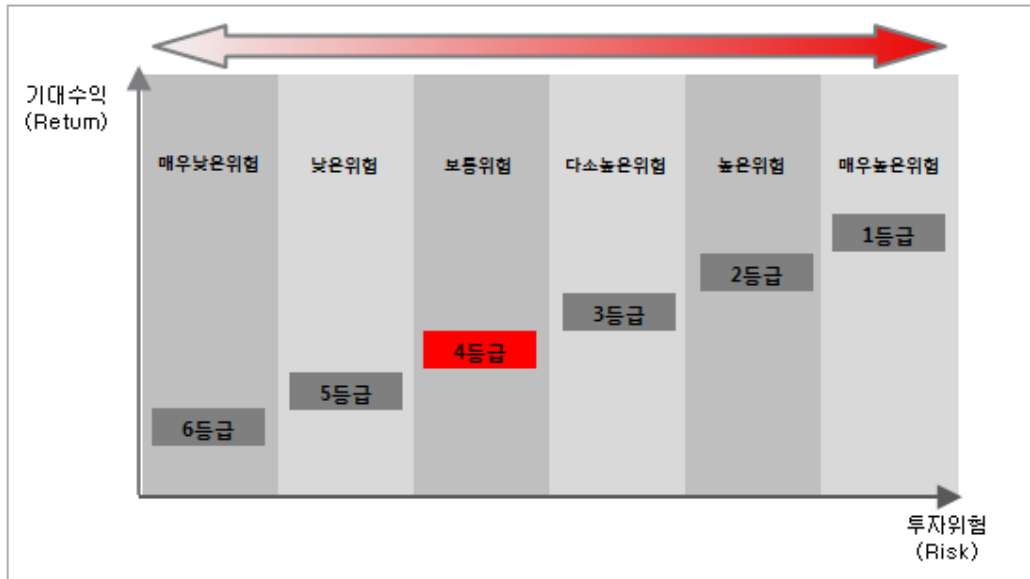 기대수익
(Return)
매우낮은위험
낮은위험
보통위험
다소높은위험
높은위험
매우높은위험
1등급
2등급
3등급
4등급
5등급
6등급
투자위험
(Risk)